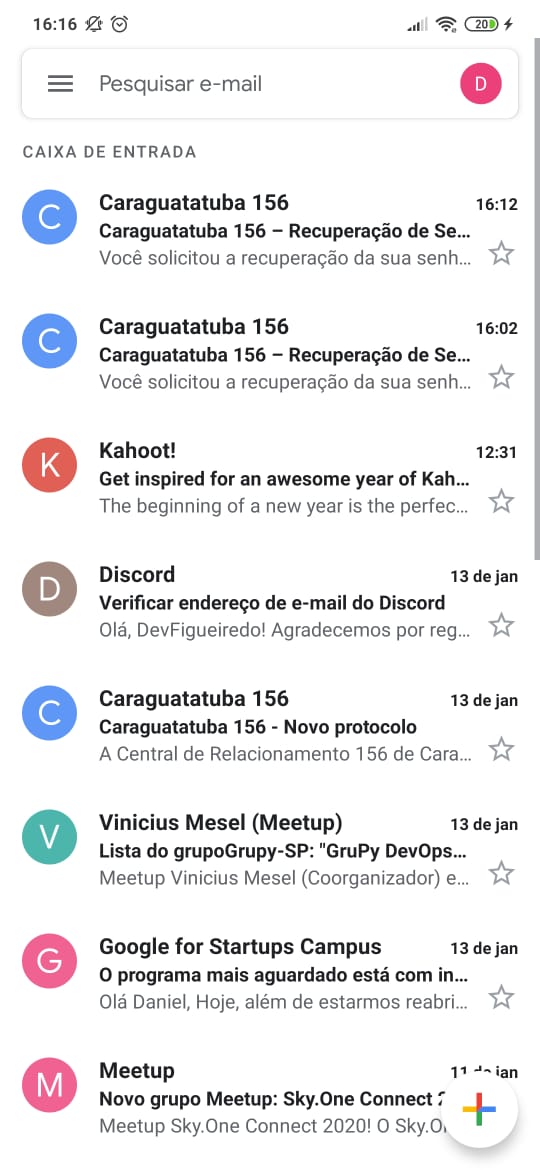 16:16
20
Pesquisar e-mail
D
CAIXA DE ENTRADA
C
Caraguatatuba 156
16:12
Caraguatatuba 156 – Recuperação de Se...
Você solicitou a recuperação da sua senh...
C
Caraguatatuba 156
16:02
Caraguatatuba 156 – Recuperação de Se...
Você solicitou a recuperação da sua senh...
K
Kahoot!
12:31
Get inspired for an awesome year of Kah...
The beginning of a new year is the perfec...
D
Discord
13 de jan
Verificar endereço de e-mail do Discord
Olá, DevFigueiredo! Agradecemos por reg...
C
Caraguatatuba 156
13 de jan
Caraguatatuba 156 - Novo protocolo
A Central de Relacionamento 156 de Cara...
V
Vinicius Mesel (Meetup)
13 de jan
Lista do grupoGrupy-SP: "GruPy DevOps...
Meetup Vinicius Mesel (Coorganizador) e...
G
Google for Startups Campus
13 de jan
O programa mais aguardado está com in...
Olá Daniel, Hoje, além de estarmos reabri...
M
Meetup
11 de jan
Novo grupo Meetup: Sky.One Connect 2
Meetup Sky.One Connect 2020! O Sky.O